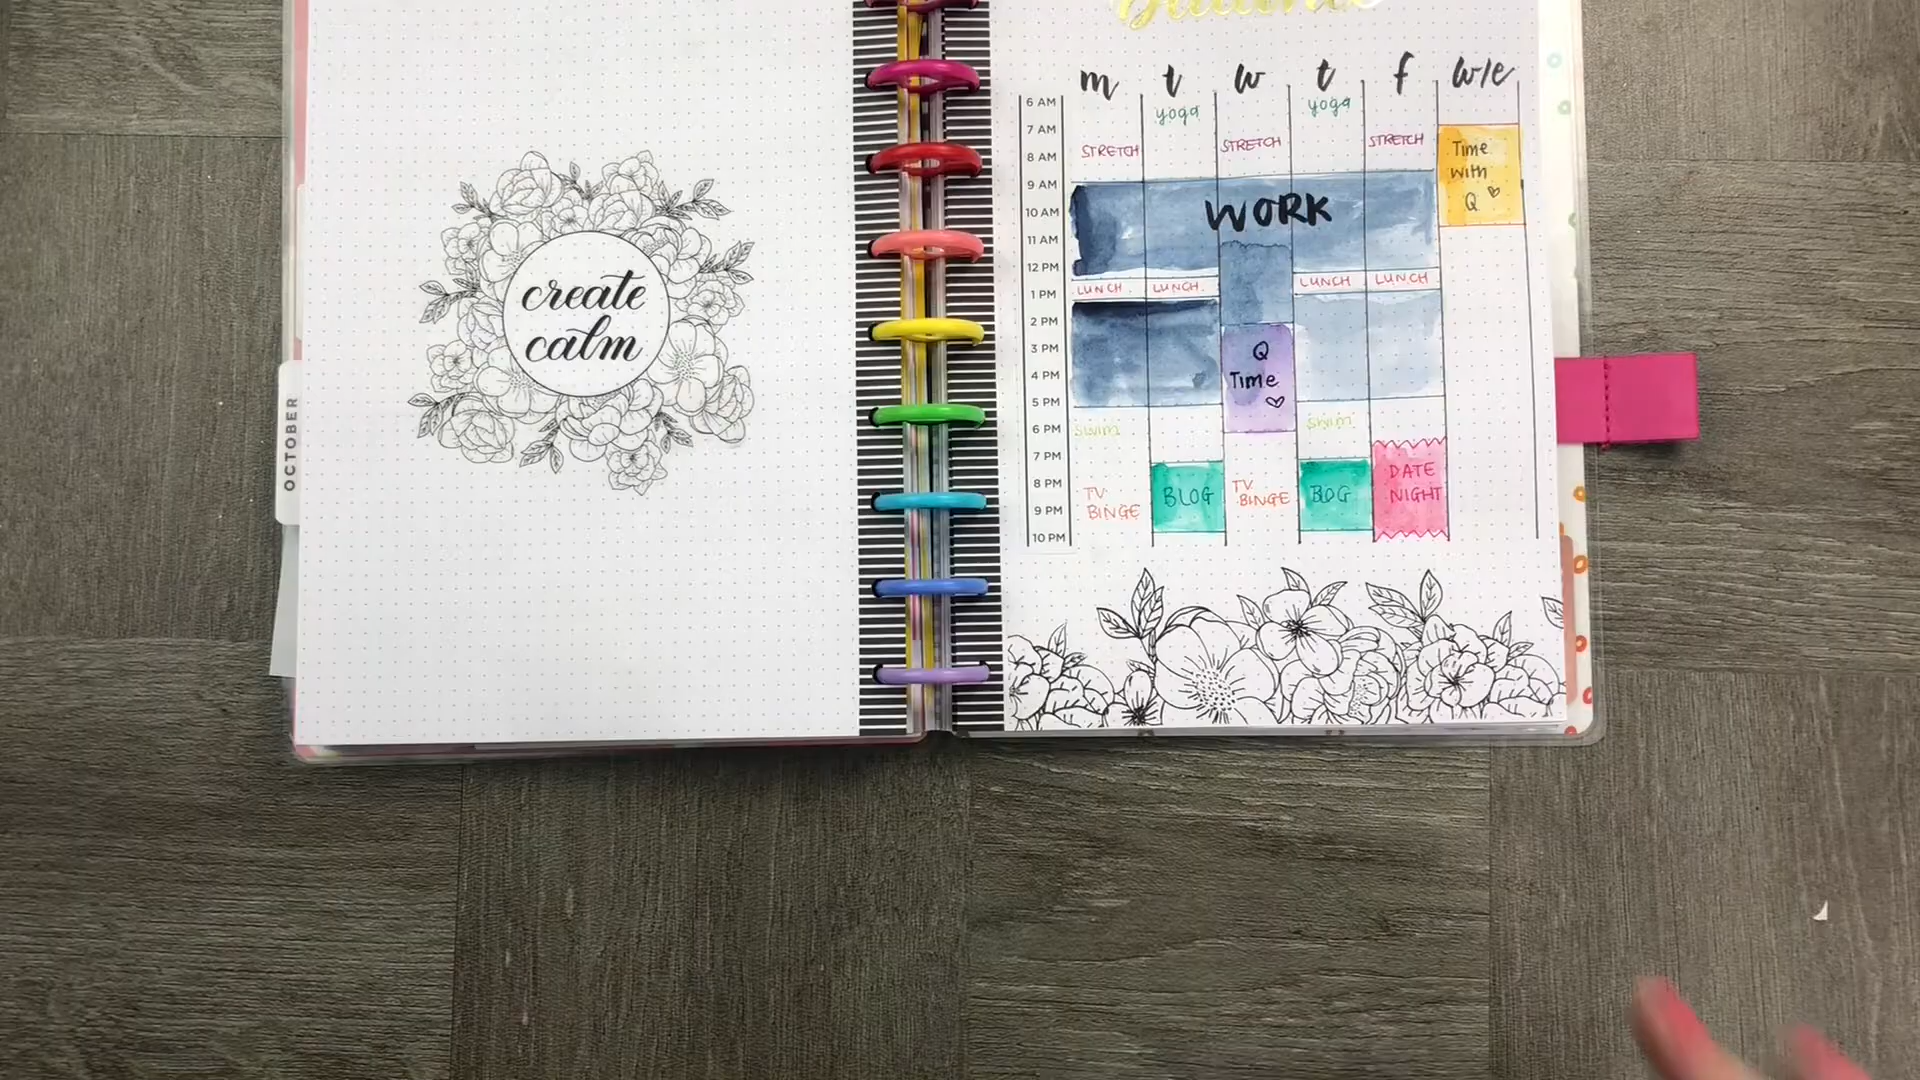 create
calm
OCTOBER
Balance
m t w t f w/e
6 AM
7 AM
8 AM
9 AM
10 AM
11 AM
12 PM
1 PM
2 PM
3 PM
4 PM
5 PM
6 PM
7 PM
8 PM
9 PM
10 PM
yoga yoga
STRETCH STRETCH STRETCH
Time
with
Q ♡
WORK
LUNCH. LUNCH. LUNCH LUNCH
Q
Time
♡
swim swim
TV
BINGE
BLOG
TV
BINGE
BLOG
DATE
NIGHT